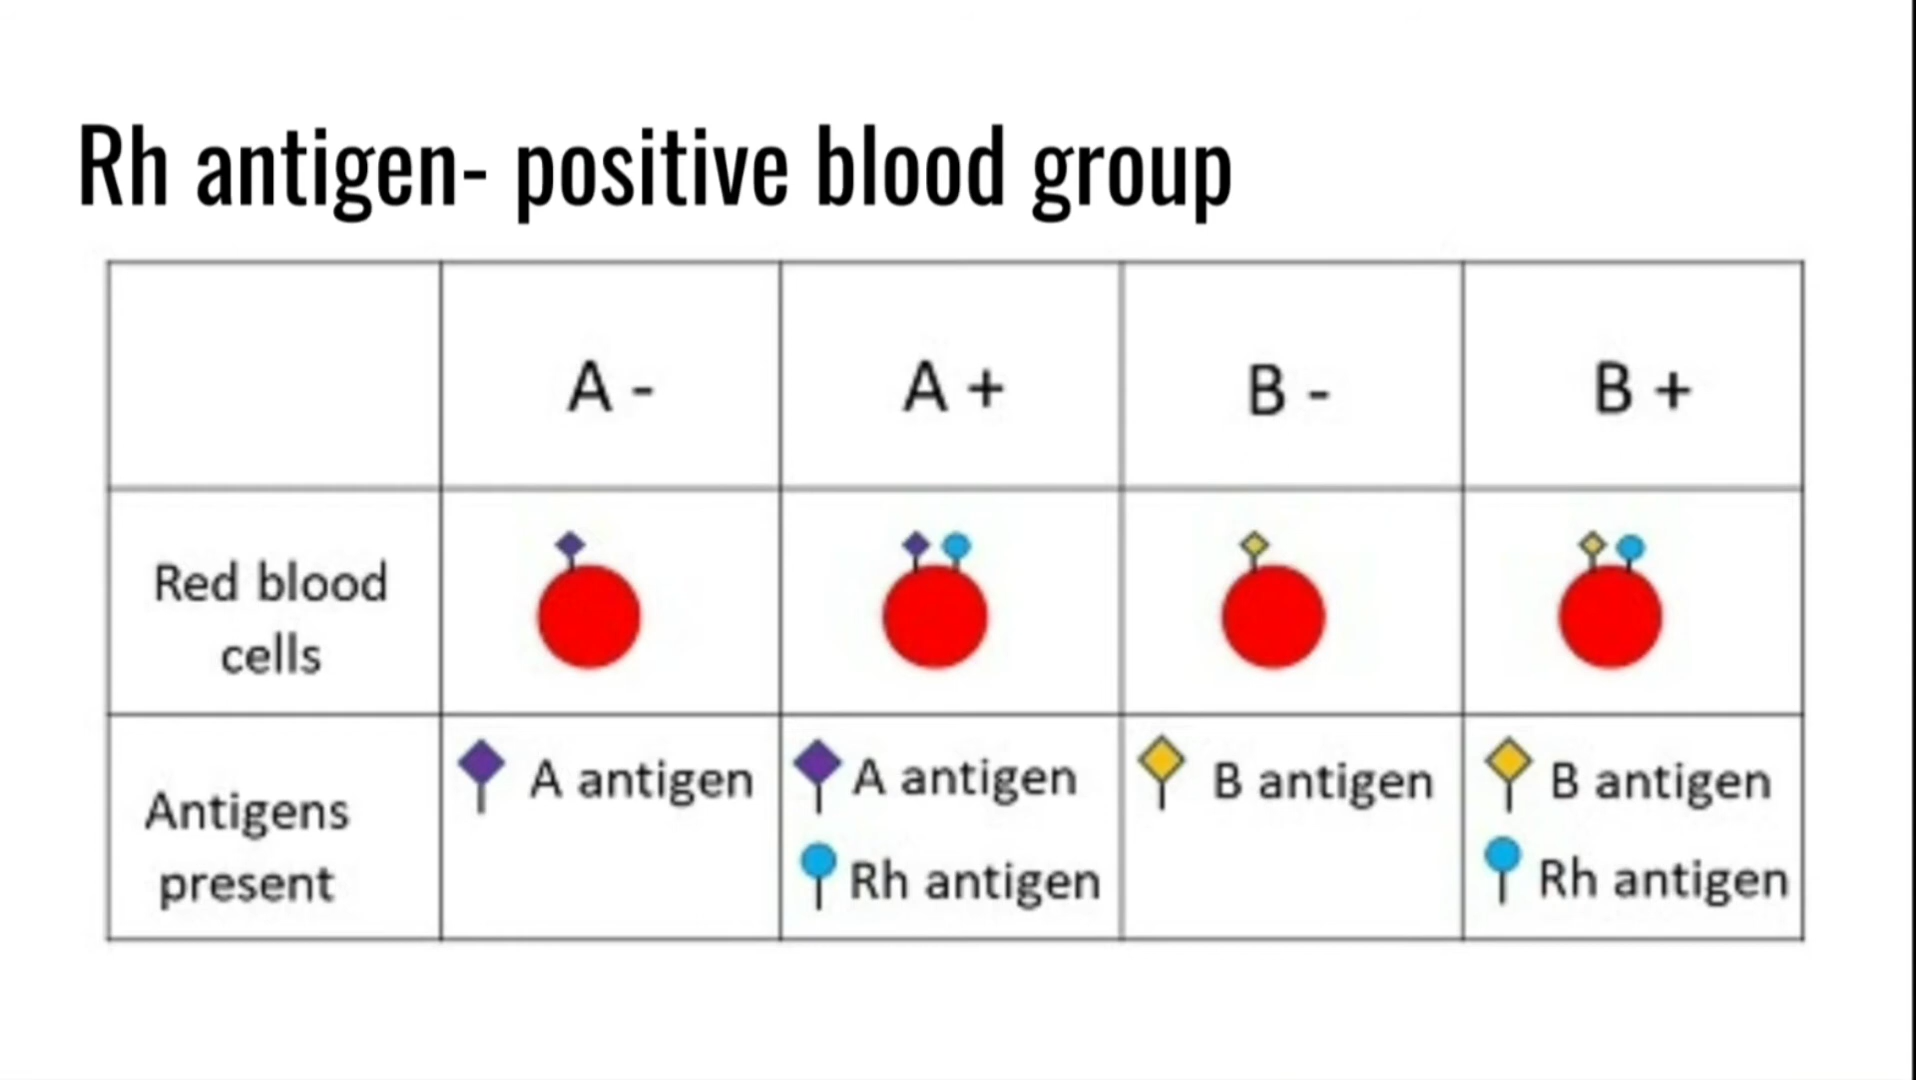 Rh antigen- positive blood group
A -
A +
B -
B +
Red blood
cells
Antigens
present
A antigen
A antigen
Rh antigen
B antigen
B antigen
Rh antigen